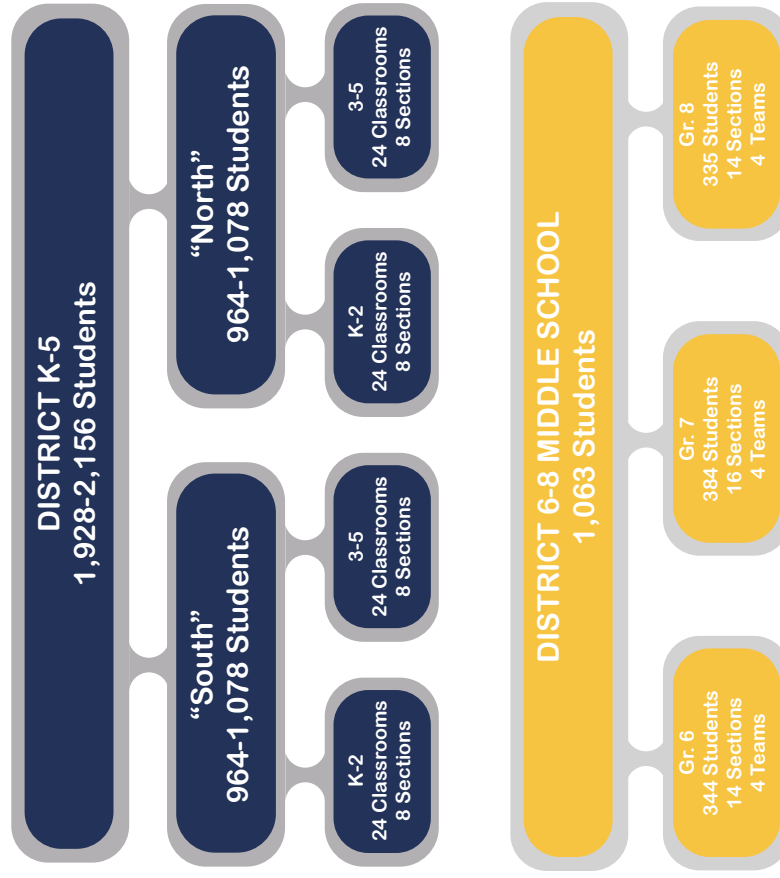 DISTRICT K-5
1,928-2,156 Students
“South”
964-1,078 Students
“North”
964-1,078 Students
K-2
24 Classrooms
8 Sections
3-5
24 Classrooms
8 Sections
K-2
24 Classrooms
8 Sections
3-5
24 Classrooms
8 Sections
DISTRICT 6-8 MIDDLE SCHOOL
1,063 Students
Gr. 6
344 Students
14 Sections
4 Teams
Gr. 7
384 Students
16 Sections
4 Teams
Gr. 8
335 Students
14 Sections
4 Teams